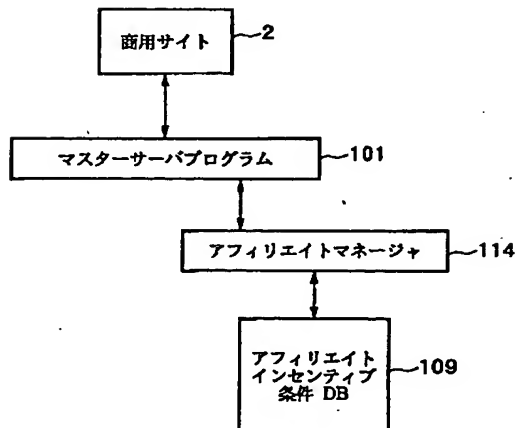 商用サイト
2
マスターサーバプログラム
101
アフィリエイトマネージャ
114
アフィリエイト
インセンティブ
条件 DB
109